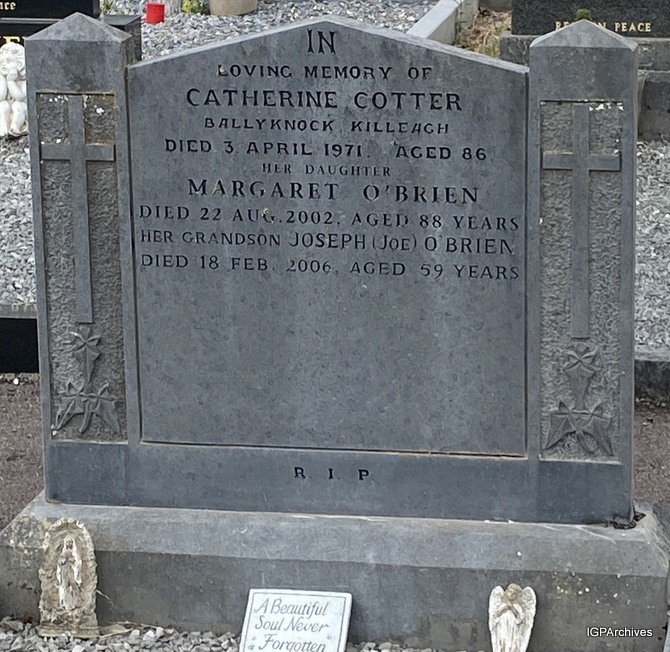 IN
LOVING MEMORY OF
CATHERINE COTTER
BALLYKNOCK, KILLEAGH
DIED 3 APRIL 1971. AGED 86.
HER DAUGHTER
MARGARET O'BRIEN
DIED 22 AUG. 2002, AGED 88 YEARS
HER GRANDSON JOSEPH (JOE) O'BRIEN
DIED 18 FEB. 2006, AGED 59 YEARS
R I P
A Beautiful
Soul Never
Forgotten
PEACE
IGPArchives